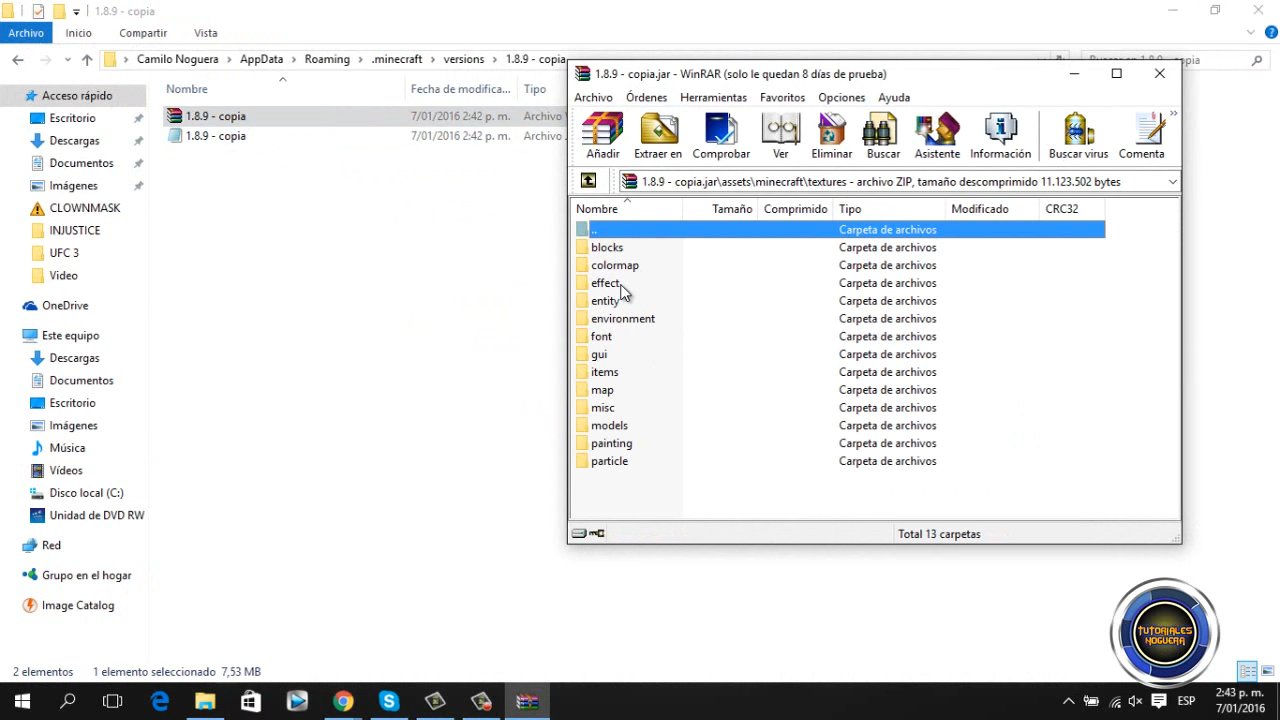 1.8.9 - copia
Archivo Inicio Compartir Vista
Camilo Noguera AppData Roaming .minecraft versions 1.8.9 - copia
Nombre Fecha de modifica... Tipo
1.8.9 - copia 7/01/2016 2:42 p. m. Archivo
1.8.9 - copia 7/01/2016 2:42 p. m. Archivo
Acceso rápido
Escritorio
Descargas
Documentos
Imágenes
CLOWNMASK
INJUSTICE
UFC 3
Video
OneDrive
Este equipo
Descargas
Documentos
Escritorio
Imágenes
Música
Vídeos
Disco local (C:)
Unidad de DVD RW
Red
Grupo en el hogar
Image Catalog
2 elementos 1 elemento seleccionado 7,53 MB
1.8.9 - copia.jar - WinRAR (solo le quedan 8 días de prueba)
Archivo Órdenes Herramientas Favoritos Opciones Ayuda
Añadir Extraer en Comprobar Ver Eliminar Buscar Asistente Información Buscar virus Comenta
1.8.9 - copia.jar\assets\minecraft\textures - archivo ZIP, tamaño descomprimido 11.123.502 bytes
Nombre Tamaño Comprimido Tipo Modificado CRC32
.. Carpeta de archivos
blocks Carpeta de archivos
colormap Carpeta de archivos
effect Carpeta de archivos
entity Carpeta de archivos
environment Carpeta de archivos
font Carpeta de archivos
gui Carpeta de archivos
items Carpeta de archivos
map Carpeta de archivos
misc Carpeta de archivos
models Carpeta de archivos
painting Carpeta de archivos
particle Carpeta de archivos
Total 13 carpetas
TUTORIALES
NOGUERA
ESP
2:43 p. m.
7/01/2016